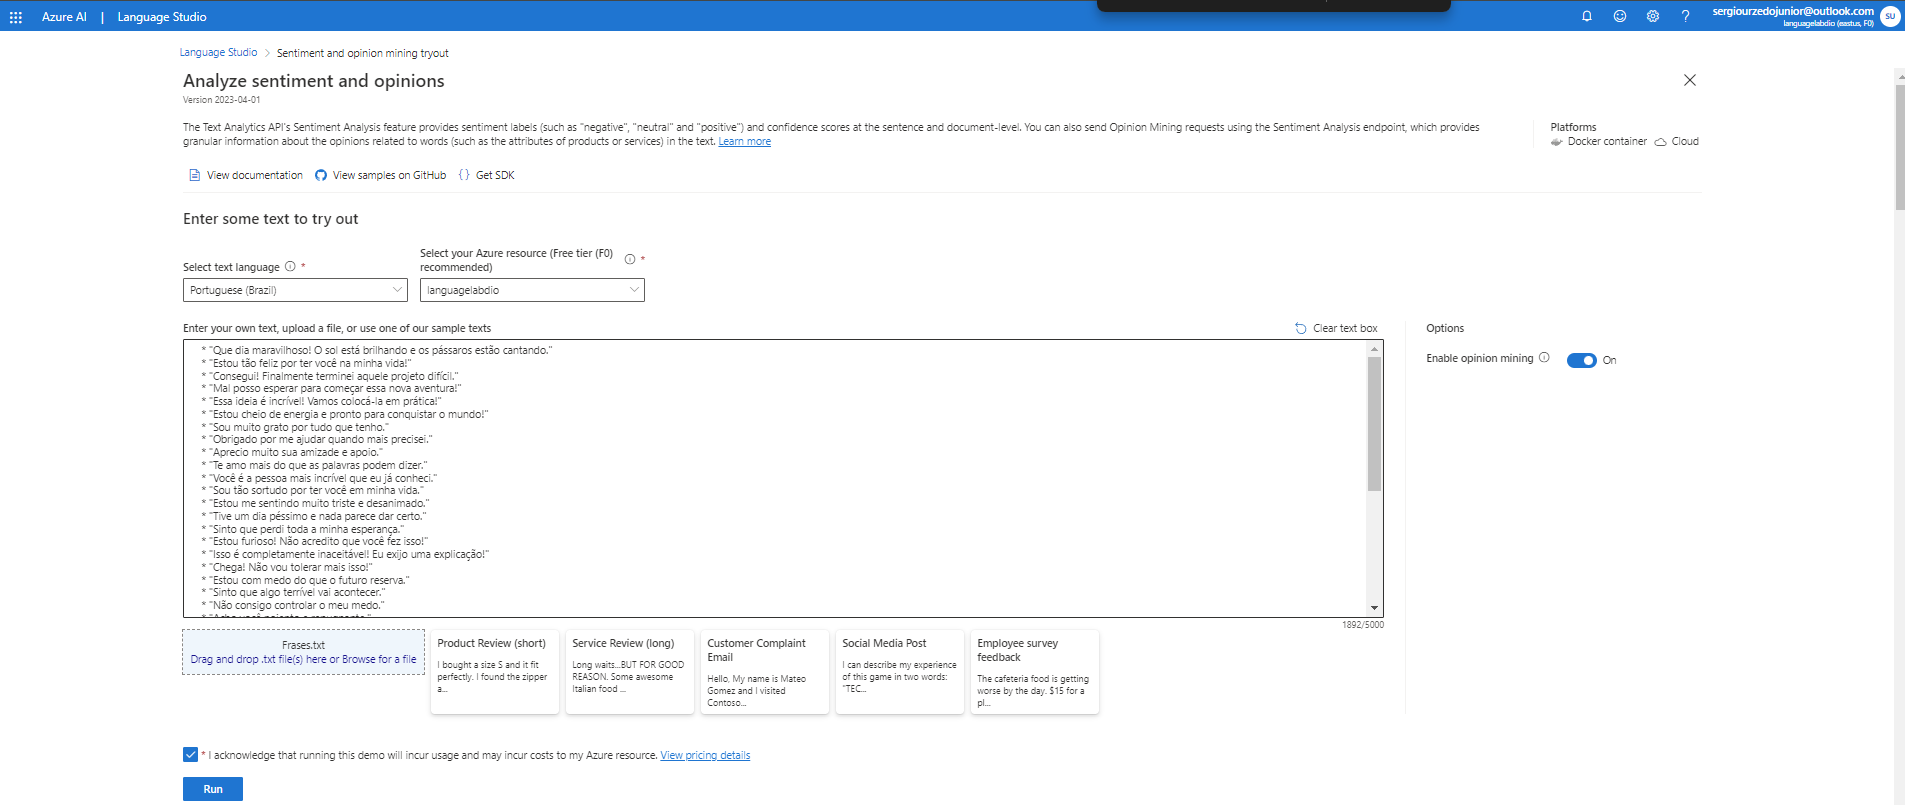 Azure AI | Language Studio
sergiourzedojunior@outlook.com
languagelabdio (eastus, F0)
SU
Language Studio > Sentiment and opinion mining tryout
Analyze sentiment and opinions
Version 2023-04-01
The Text Analytics API's Sentiment Analysis feature provides sentiment labels (such as "negative", "neutral" and "positive") and confidence scores at the sentence and document-level. You can also send Opinion Mining requests using the Sentiment Analysis endpoint, which provides
granular information about the opinions related to words (such as the attributes of products or services) in the text. Learn more
Platforms
Docker container Cloud
View documentation View samples on GitHub {} Get SDK
Enter some text to try out
Select text language *
Portuguese (Brazil)
Select your Azure resource (Free tier (F0)
recommended) *
languagelabdio
Enter your own text, upload a file, or use one of our sample texts
Clear text box
* "Que dia maravilhoso! O sol está brilhando e os pássaros estão cantando."
* "Estou tão feliz por ter você na minha vida!"
* "Consegui! Finalmente terminei aquele projeto difícil."
* "Mal posso esperar para começar essa nova aventura!"
* "Essa ideia é incrível! Vamos colocá-la em prática!"
* "Estou cheio de energia e pronto para conquistar o mundo!"
* "Sou muito grato por tudo que tenho."
* "Obrigado por me ajudar quando mais precisei."
* "Aprecio muito sua amizade e apoio."
* "Te amo mais do que as palavras podem dizer."
* "Você é a pessoa mais incrível que eu já conheci."
* "Sou tão sortudo por ter você em minha vida."
* "Estou me sentindo muito triste e desanimado."
* "Tive um dia péssimo e nada parece dar certo."
* "Sinto que perdi toda a minha esperança."
* "Estou furioso! Não acredito que você fez isso!"
* "Isso é completamente inaceitável! Eu exijo uma explicação!"
* "Chega! Não vou tolerar mais isso!"
* "Estou com medo do que o futuro reserva."
* "Sinto que algo terrível vai acontecer."
* "Não consigo controlar o meu medo."
1892/5000
Options
Enable opinion mining On
Frases.txt
Drag and drop .txt file(s) here or Browse for a file
Product Review (short)
I bought a size S and it fit
perfectly. I found the zipper
a...
Service Review (long)
Long waits...BUT FOR GOOD
REASON. Some awesome
Italian food ...
Customer Complaint
Email
Hello, My name is Mateo
Gomez and I visited
Contoso...
Social Media Post
I can describe my experience
of this game in two words:
"TEC...
Employee survey
feedback
The cafeteria food is getting
worse by the day. $15 for a
pl...
* I acknowledge that running this demo will incur usage and may incur costs to my Azure resource. View pricing details
Run